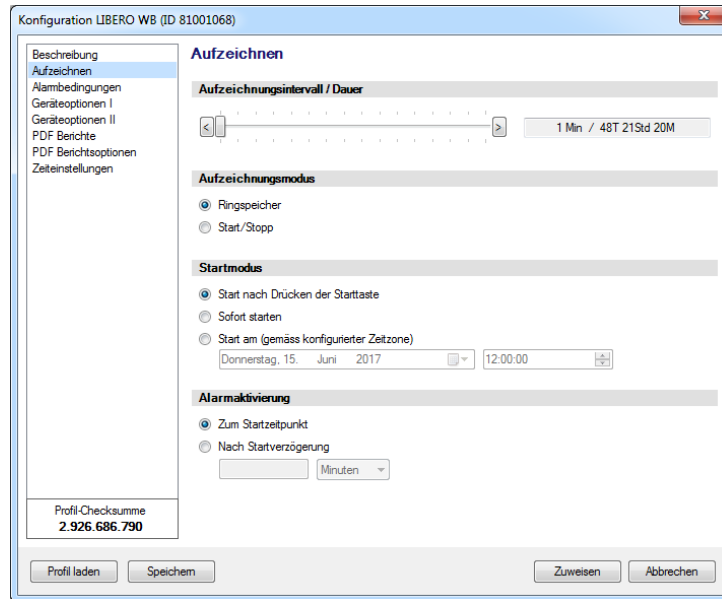 Konfiguration LIBERO WB (ID 81001068)
Beschreibung
Aufzeichnen
Alarmbedingungen
Geräteoptionen I
Geräteoptionen II
PDF Berichte
PDF Berichtsoptionen
Zeiteinstellungen
Profil-Checksumme
2.926.686.790
Aufzeichnen
Aufzeichnungsintervall / Dauer
< > 1 Min / 48T 21Std 20M
Aufzeichnungsmodus
Ringspeicher
Start/Stopp
Startmodus
Start nach Drücken der Starttaste
Sofort starten
Start am (gemäss konfigurierter Zeitzone)
Donnerstag, 15. Juni 2017 12:00:00
Alarmaktivierung
Zum Startzeitpunkt
Nach Startverzögerung
Minuten
Profil laden Speichern Zuweisen Abbrechen